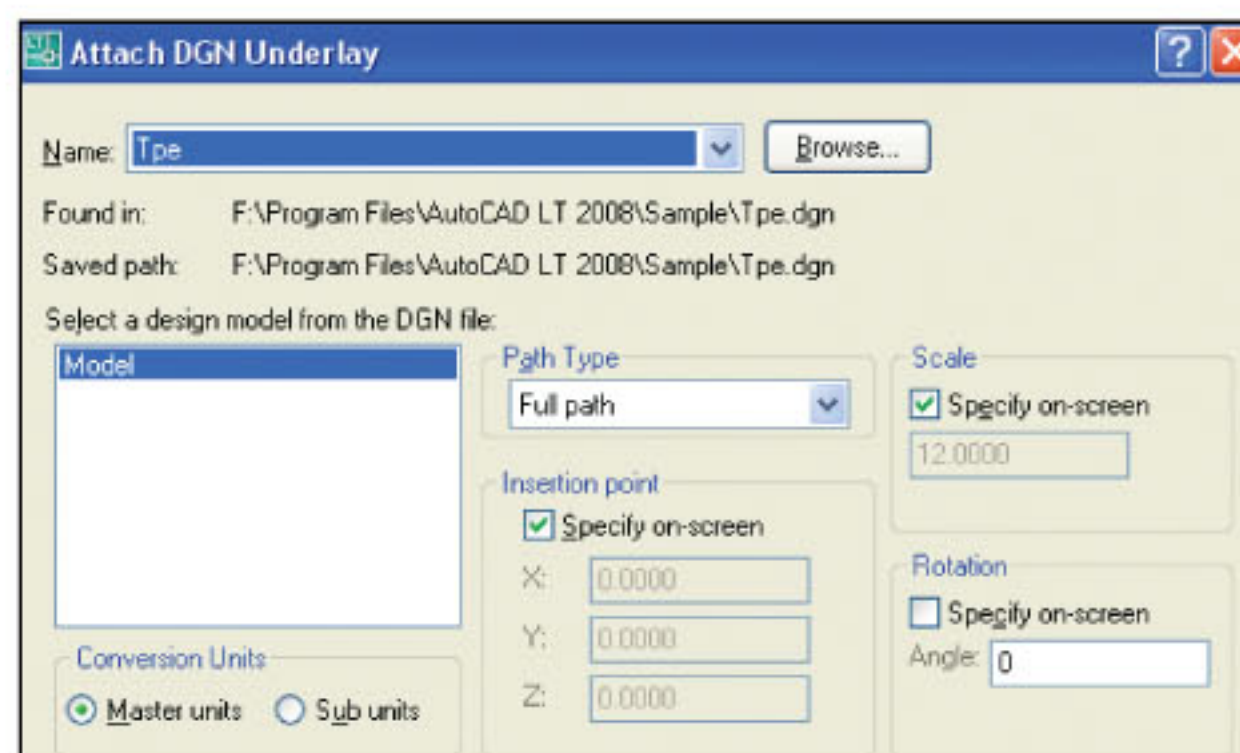 Attach DGN Underlay
Name: Tpe Browse...
Found in: F:\Program Files\AutoCAD LT 2008\Sample\Tpe.dgn
Saved path: F:\Program Files\AutoCAD LT 2008\Sample\Tpe.dgn
Select a design model from the DGN file:
Model
Conversion Units
Master units Sub units
Path Type
Full path
Insertion point
Specify on-screen
X: 0.0000
Y: 0.0000
Z: 0.0000
Scale
Specify on-screen
12.0000
Rotation
Specify on-screen
Angle: 0